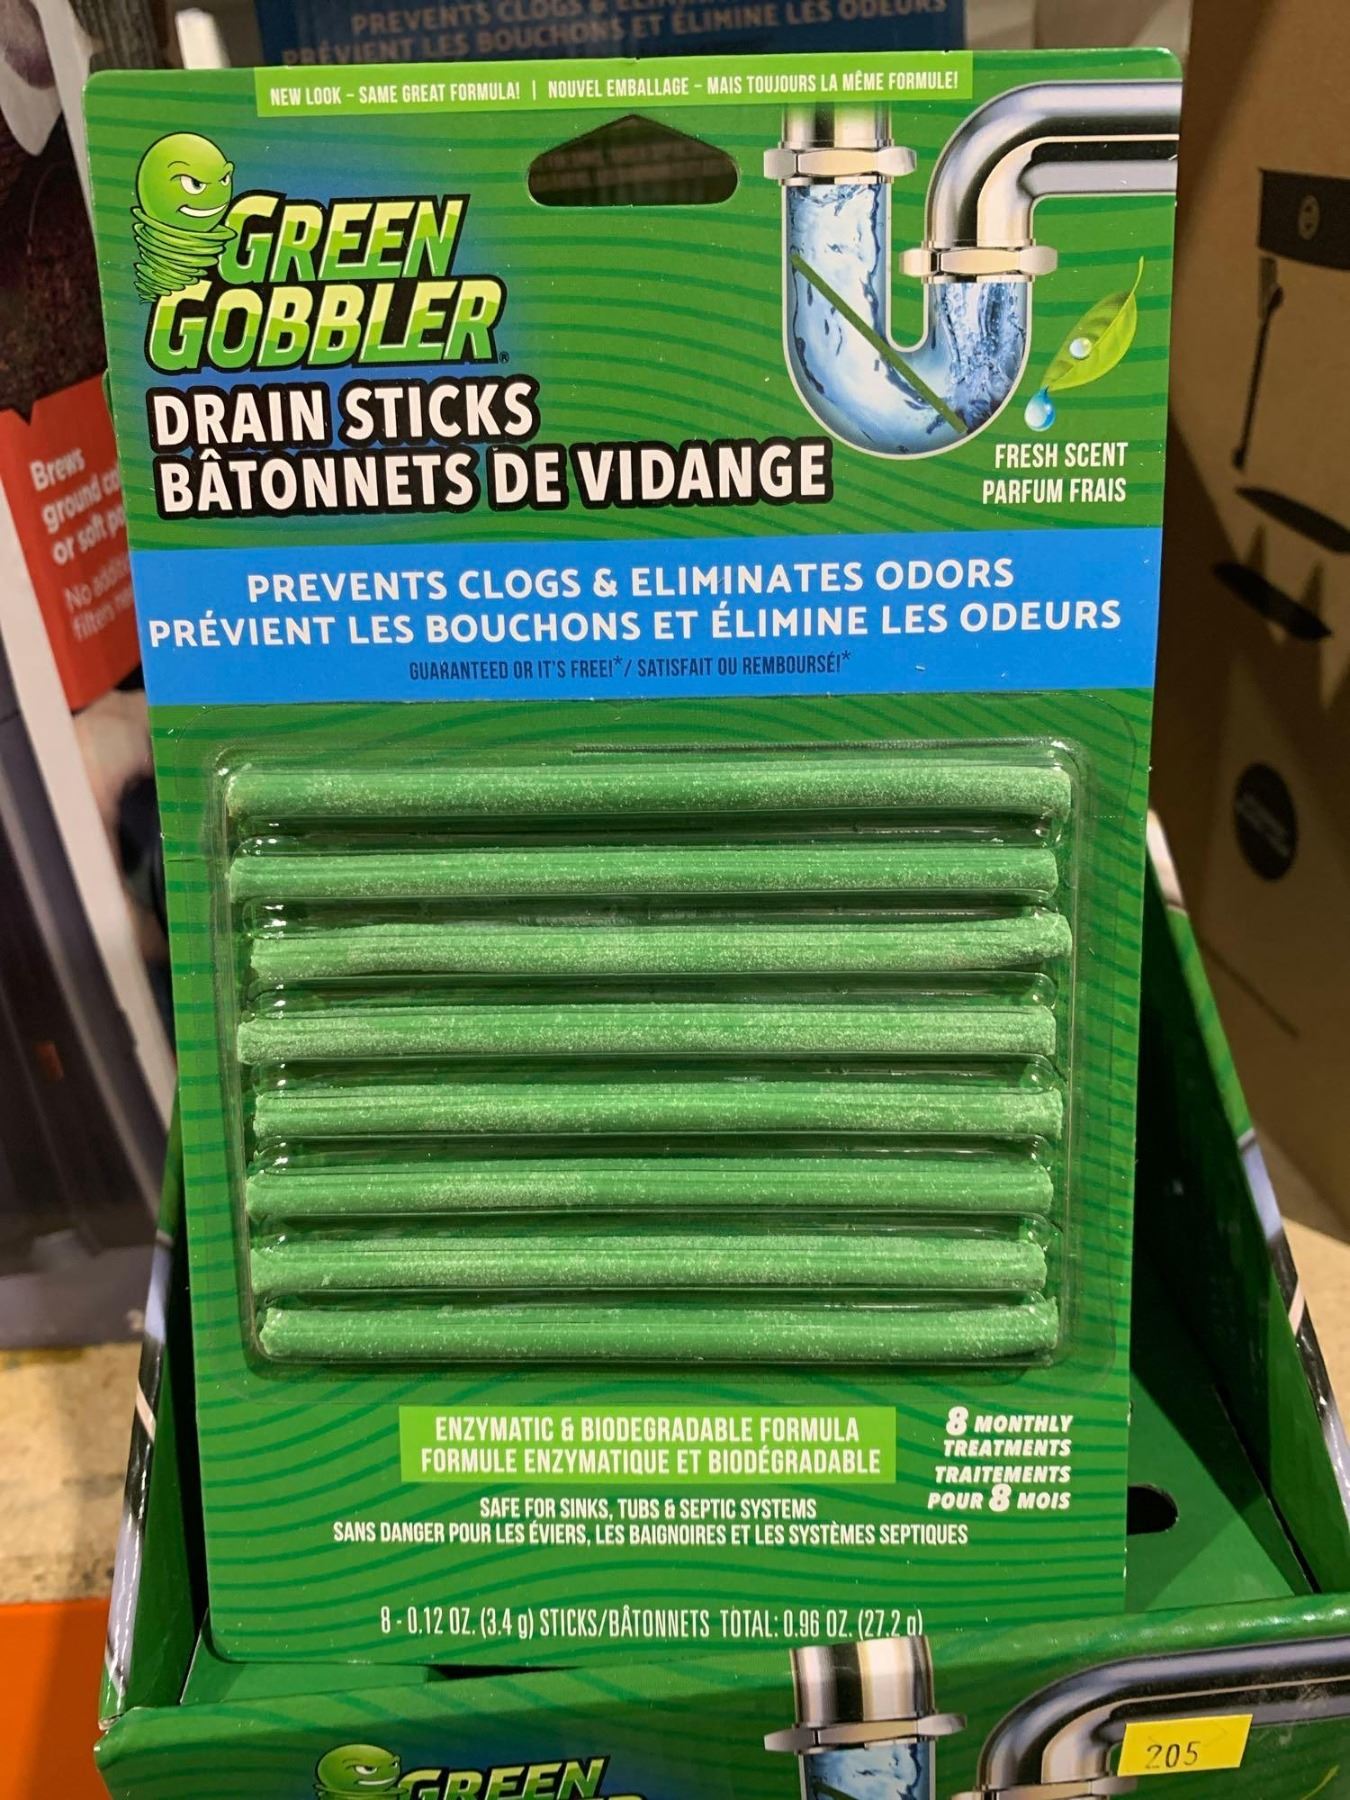 PREVENTS CLOGS &
PRÉVIENT LES BOUCHONS ET ÉLIMINE LES ODEURS
NEW LOOK - SAME GREAT FORMULA! | NOUVEL EMBALLAGE - MAIS TOUJOURS LA MÊME FORMULE!
GREEN
GOBBLER®
DRAIN STICKS
BÂTONNETS DE VIDANGE
FRESH SCENT
PARFUM FRAIS
Brews
ground
or soft
No
filters
PREVENTS CLOGS & ELIMINATES ODORS
PRÉVIENT LES BOUCHONS ET ÉLIMINE LES ODEURS
GUARANTEED OR IT'S FREE!*/ SATISFAIT OU REMBOURSÉ!*
ENZYMATIC & BIODEGRADABLE FORMULA
FORMULE ENZYMATIQUE ET BIODÉGRADABLE
8 MONTHLY
TREATMENTS
TRAITEMENTS
POUR 8 MOIS
SAFE FOR SINKS, TUBS & SEPTIC SYSTEMS
SANS DANGER POUR LES ÉVIERS, LES BAIGNOIRES ET LES SYSTÈMES SEPTIQUES
8 - 0.12 OZ. (3.4 g) STICKS/BÂTONNETS TOTAL: 0.96 OZ. (27.2 g)
205
GREEN